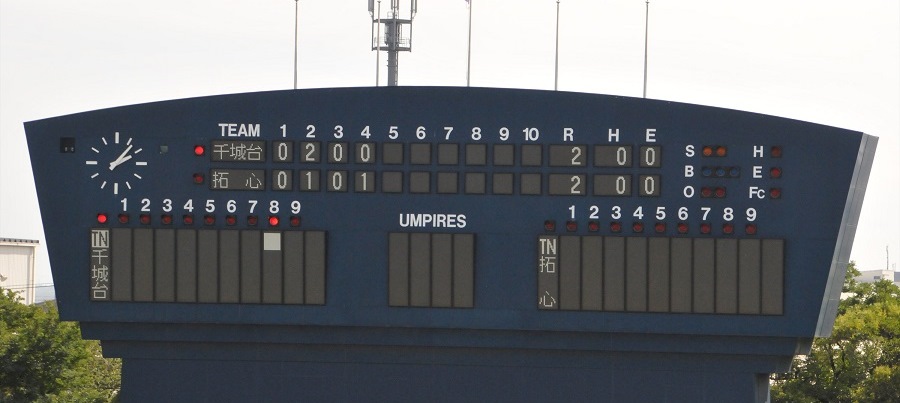 TEAM 1 2 3 4 5 6 7 8 9 10 R H E
千城台 0 2 0 0 2 0 0 S H
拓心 0 1 0 1 2 0 0 B E
O Fc
1 2 3 4 5 6 7 8 9 UMPIRES 1 2 3 4 5 6 7 8 9
TN TN
千城台 拓心